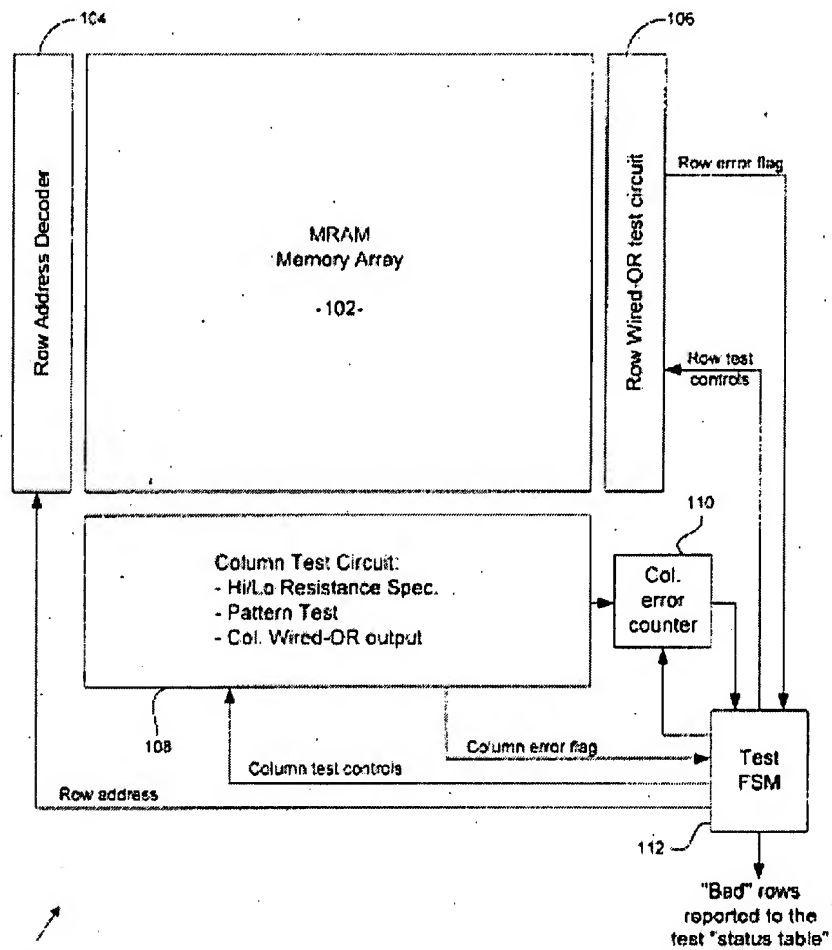 104
106
Row Address Decoder
MRAM
Memory Array
-102-
Row Wired-OR test circuit
Row error flag
Row test
controls
110
Column Test Circuit:
- Hi/Lo Resistance Spec.
- Pattern Test
- Col. Wired-OR output
Col.
error
counter
108
Column error flag
Column test controls
Row address
Test
FSM
112
"Bad" rows
reported to the
test "status table"